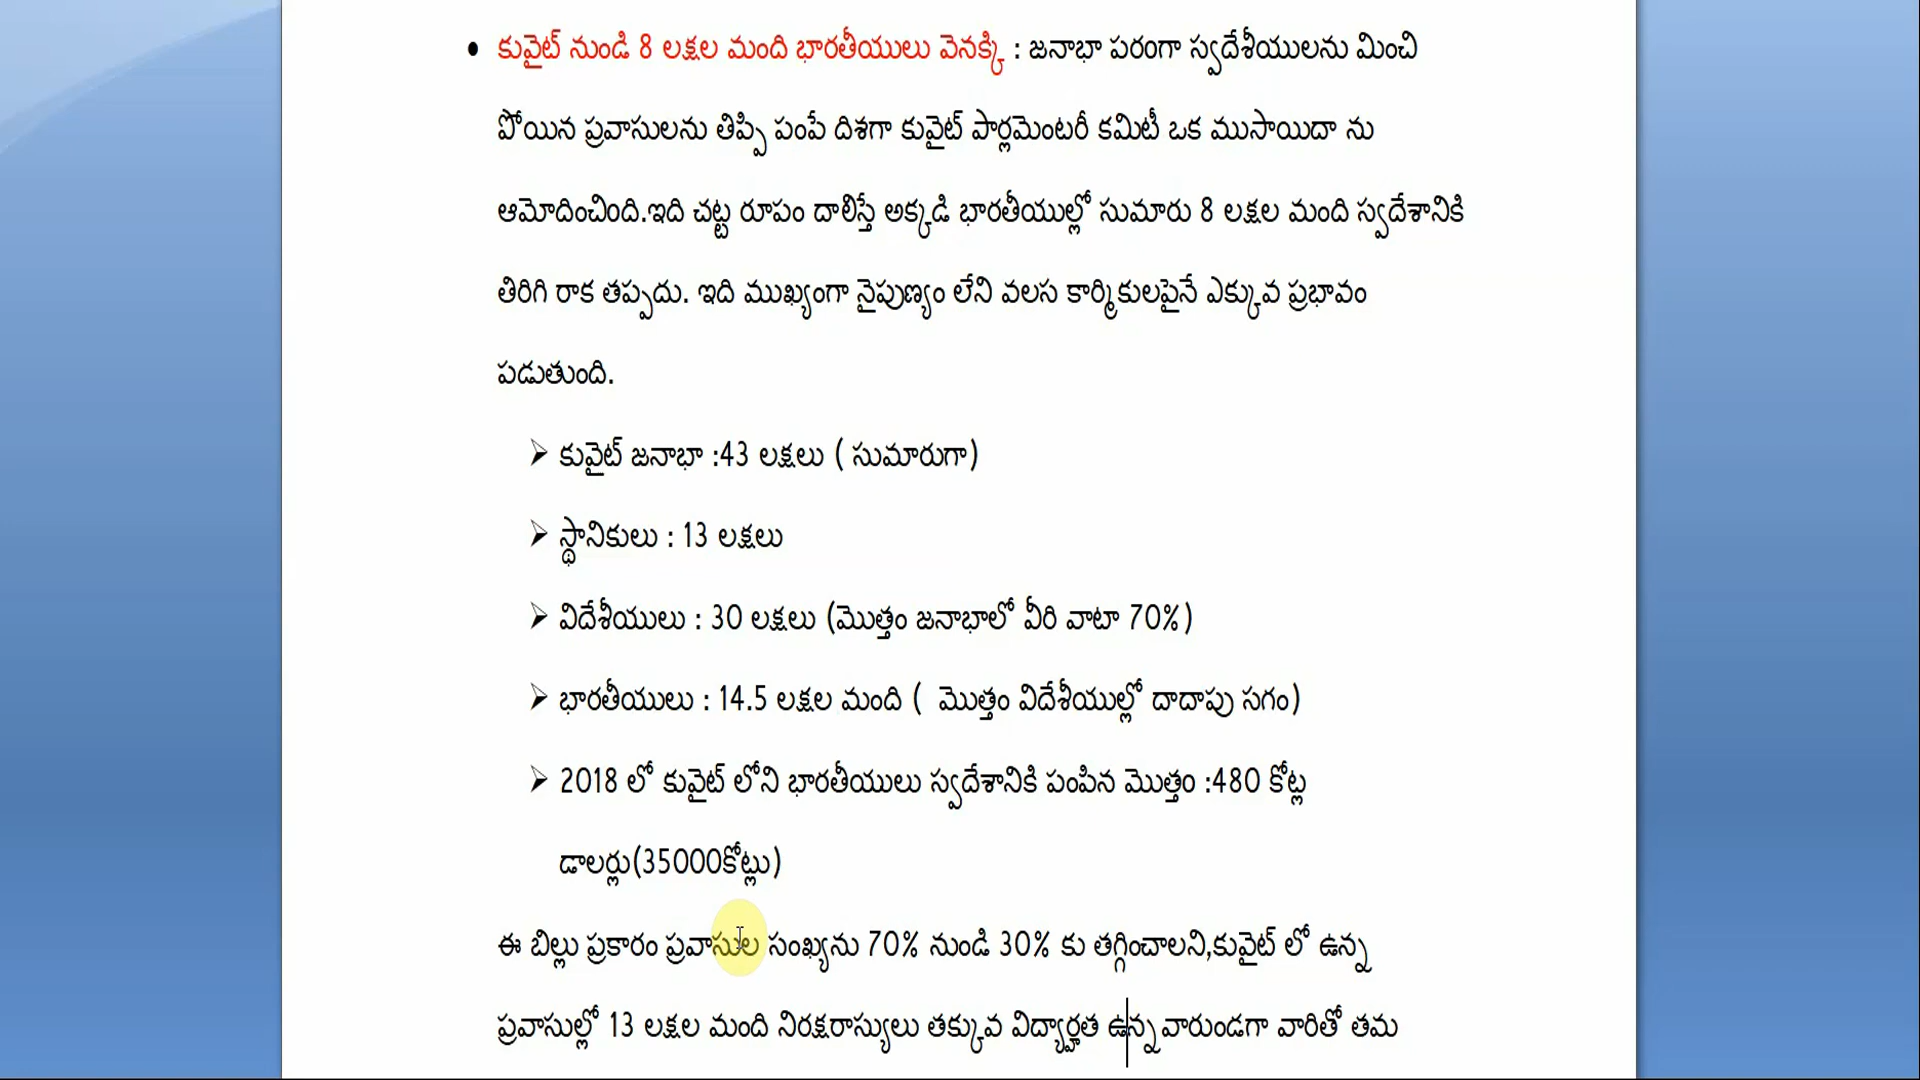 • కువైట్ నుండి 8 లక్షల మంది భారతీయులు వెనక్కి : జనాభా పరంగా స్వదేశీయులను మించి
పోయిన ప్రవాసులను తిప్పి పంపే దిశగా కువైట్ పార్లమెంటరీ కమిటీ ఒక ముసాయిదా ను
ఆమోదించింది.ఇది చట్ట రూపం దాలిస్తే అక్కడి భారతీయుల్లో సుమారు 8 లక్షల మంది స్వదేశానికి
తిరిగి రాక తప్పదు. ఇది ముఖ్యంగా నైపుణ్యం లేని వలస కార్మికులపైనే ఎక్కువ ప్రభావం
పడుతుంది.
➢ కువైట్ జనాభా :43 లక్షలు ( సుమారుగా)
➢ స్థానికులు : 13 లక్షలు
➢ విదేశీయులు : 30 లక్షలు (మొత్తం జనాభాలో వీరి వాటా 70%)
➢ భారతీయులు : 14.5 లక్షల మంది ( మొత్తం విదేశీయుల్లో దాదాపు సగం)
➢ 2018 లో కువైట్ లోని భారతీయులు స్వదేశానికి పంపిన మొత్తం :480 కోట్ల
డాలర్లు(35000కోట్లు)
ఈ బిల్లు ప్రకారం ప్రవాసుల సంఖ్యను 70% నుండి 30% కు తగ్గించాలని,కువైట్ లో ఉన్న
ప్రవాసుల్లో 13 లక్షల మంది నిరక్షరాస్యులు తక్కువ విద్యార్హత ఉన్న వారుండగా వారితో తమ